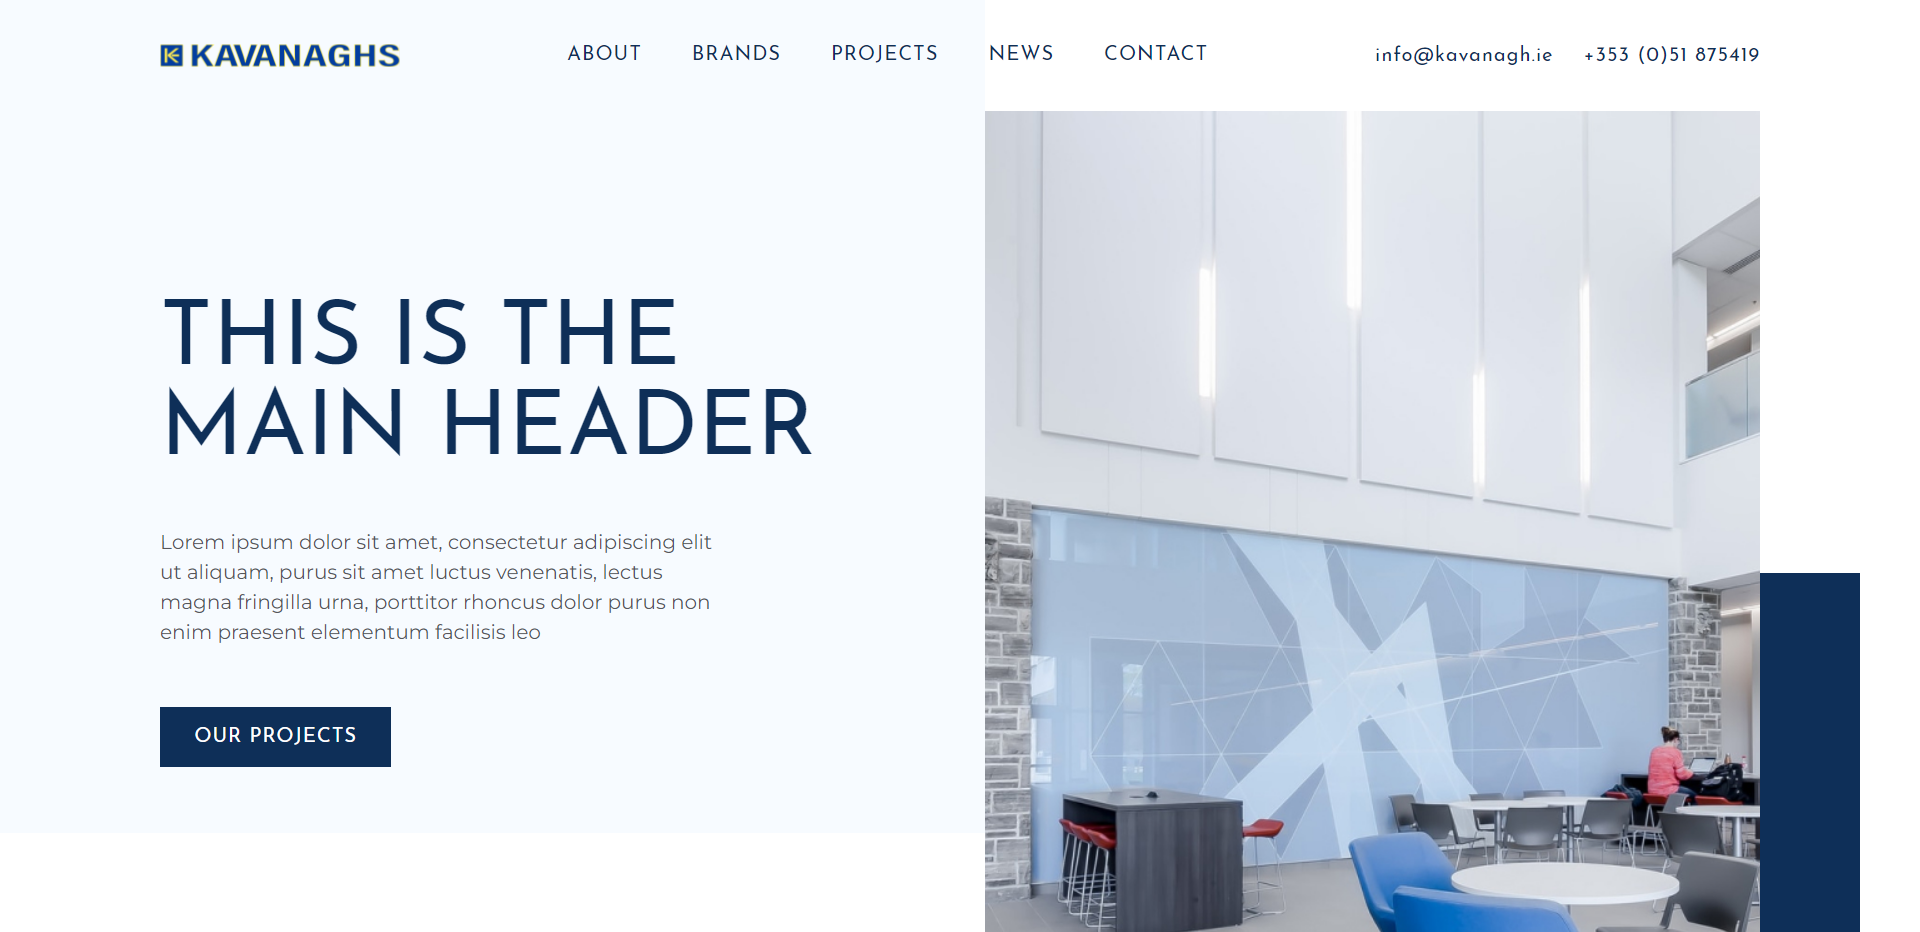 KAVANAGHS
ABOUT BRANDS PROJECTS NEWS CONTACT
info@kavanagh.ie +353 (0)51 875419
THIS IS THE
MAIN HEADER
Lorem ipsum dolor sit amet, consectetur adipiscing elit
ut aliquam, purus sit amet luctus venenatis, lectus
magna fringilla urna, porttitor rhoncus dolor purus non
enim praesent elementum facilisis leo
OUR PROJECTS